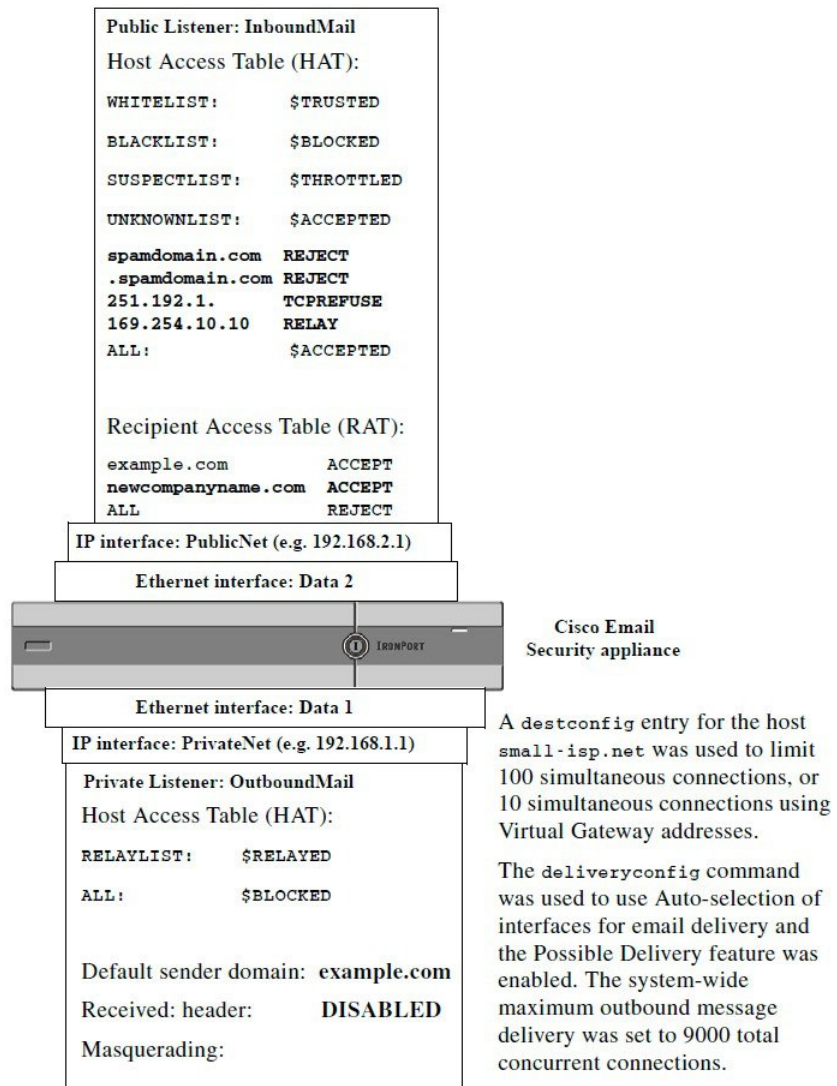 Public Listener: InboundMail
Host Access Table (HAT):
WHITELIST: $TRUSTED
BLACKLIST: $BLOCKED
SUSPECTLIST: $THROTTLED
UNKNOWNLIST: $ACCEPTED
spamdomain.com REJECT
.spamdomain.com REJECT
251.192.1. TCPREFUSE
169.254.10.10 RELAY
ALL: $ACCEPTED
Recipient Access Table (RAT):
example.com ACCEPT
newcompanyname.com ACCEPT
ALL REJECT
IP interface: PublicNet (e.g. 192.168.2.1)
Ethernet interface: Data 2
IRONPORT
Cisco Email
Security appliance
Ethernet interface: Data 1
IP interface: PrivateNet (e.g. 192.168.1.1)
Private Listener: OutboundMail
Host Access Table (HAT):
RELAYLIST: $RELAYED
ALL: $BLOCKED
Default sender domain: example.com
Received: header: DISABLED
Masquerading:
A destconfig entry for the host
small-isp.net was used to limit
100 simultaneous connections, or
10 simultaneous connections using
Virtual Gateway addresses.
The deliveryconfig command
was used to use Auto-selection of
interfaces for email delivery and
the Possible Delivery feature was
enabled. The system-wide
maximum outbound message
delivery was set to 9000 total
concurrent connections.